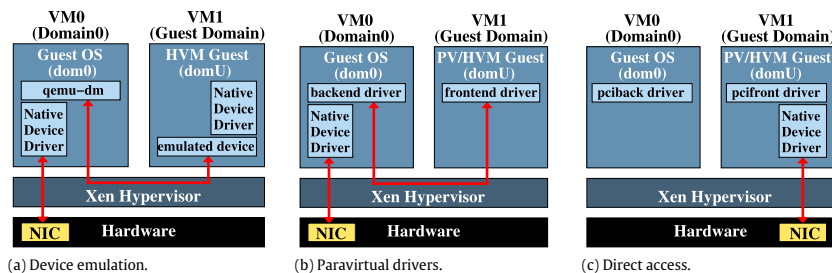 VM0
(Domain0)
VM1
(Guest Domain)
Guest OS
(dom0)
qemu-dm
Native
Device
Driver
HVM Guest
(domU)
Native
Device
Driver
emulated device
Xen Hypervisor
NIC
Hardware
(a) Device emulation.
VM0
(Domain0)
VM1
(Guest Domain)
Guest OS
(dom0)
backend driver
Native
Device
Driver
PV/HVM Guest
(domU)
frontend driver
Xen Hypervisor
NIC
Hardware
(b) Paravirtual drivers.
VM0
(Domain0)
VM1
(Guest Domain)
Guest OS
(dom0)
pciback driver
PV/HVM Guest
(domU)
pcifront driver
Native
Device
Driver
Xen Hypervisor
Hardware
NIC
(c) Direct access.